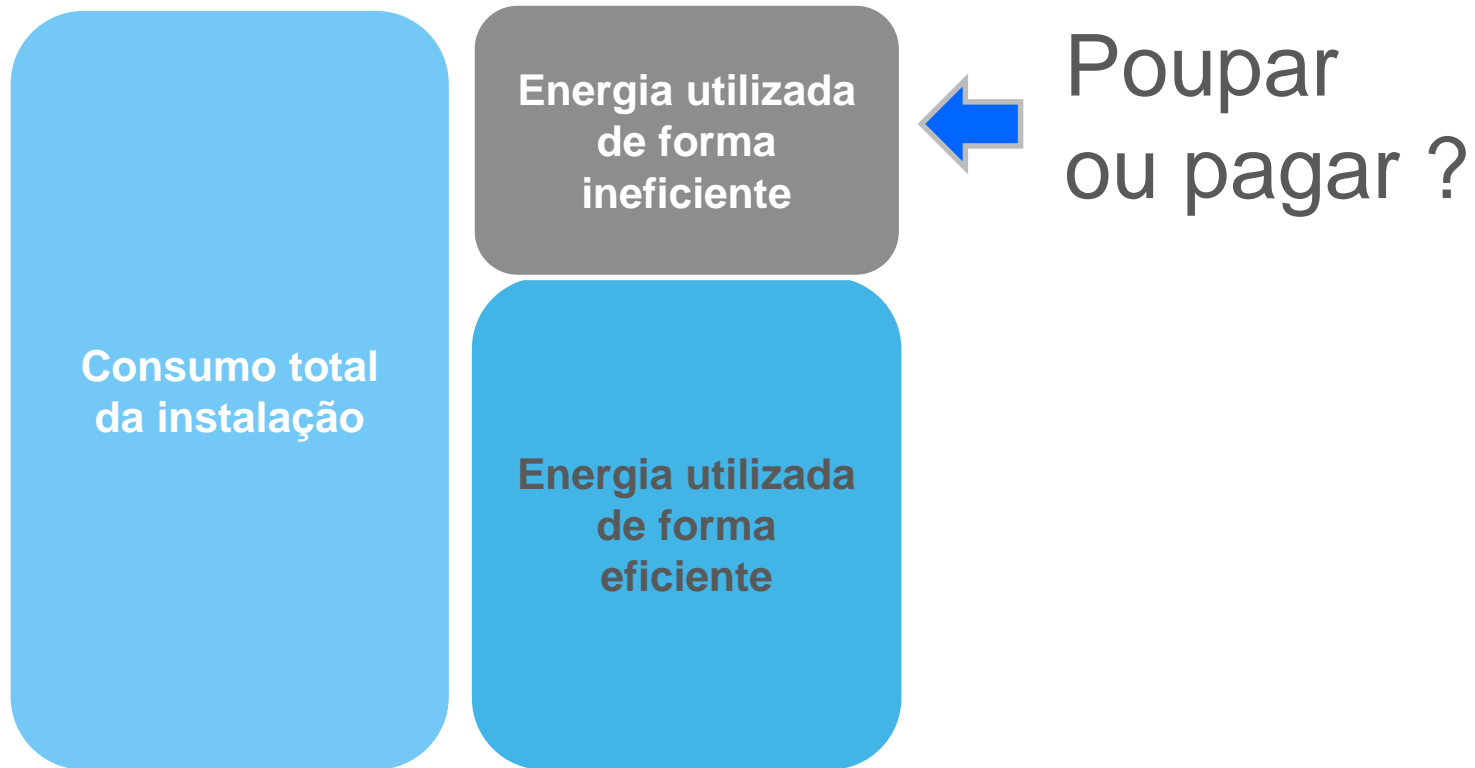 Consumo total
da instalação
Energia utilizada
de forma
ineficiente
Energia utilizada
de forma
eficiente
Poupar
ou pagar ?